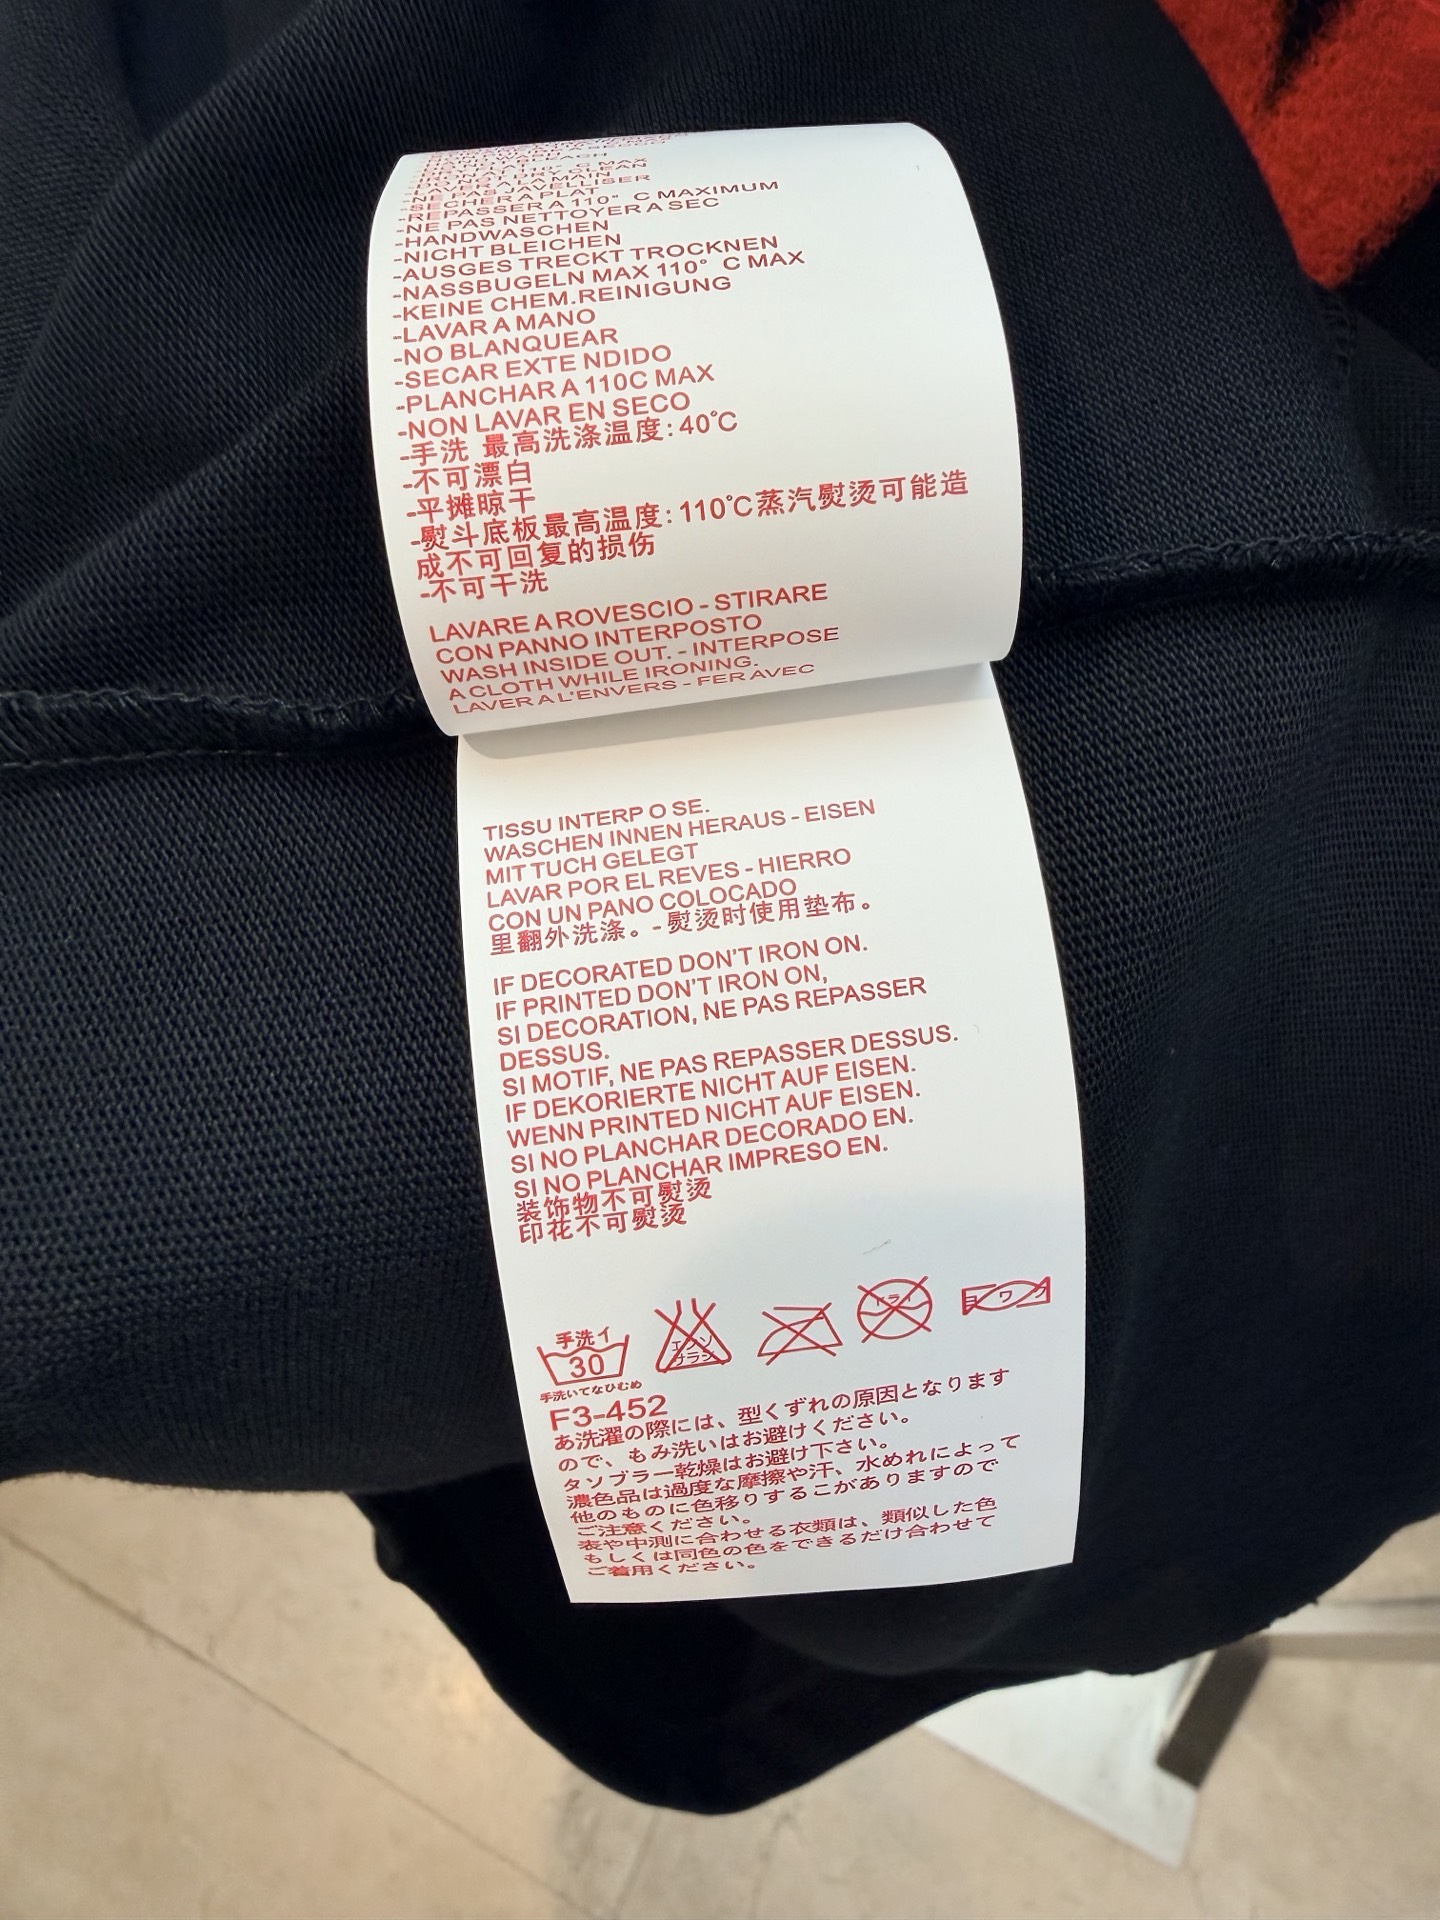 -NE PAS JAVELLISER
-SECHER A PLAT
-REPASSER A 110° C MAXIMUM
-NE PAS NETTOYER A SEC
-HANDWASCHEN
-NICHT BLEICHEN
-AUSGES TRECKT TROCKNEN
-NASSBUGELN MAX 110° C MAX
-KEINE CHEM.REINIGUNG
-LAVAR A MANO
-NO BLANQUEAR
-SECAR EXTE NDIDO
-PLANCHAR A 110C MAX
-NON LAVAR EN SECO
-手洗 最高洗涤温度:40℃
-不可漂白
-平摊晾干
-熨斗底板最高温度:110℃蒸汽熨烫可能造
成不可回复的损伤
-不可干洗
LAVARE A ROVESCIO - STIRARE
CON PANNO INTERPOSTO
WASH INSIDE OUT. - INTERPOSE
A CLOTH WHILE IRONING.
LAVER A L'ENVERS - FER AVEC
TISSU INTERP O SE.
WASCHEN INNEN HERAUS - EISEN
MIT TUCH GELEGT
LAVAR POR EL REVES - HIERRO
CON UN PANO COLOCADO
里翻外洗涤。-熨烫时使用垫布。
IF DECORATED DON'T IRON ON.
IF PRINTED DON'T IRON ON,
SI DECORATION, NE PAS REPASSER
DESSUS.
SI MOTIF, NE PAS REPASSER DESSUS.
IF DEKORIERTE NICHT AUF EISEN.
WENN PRINTED NICHT AUF EISEN.
SI NO PLANCHAR DECORADO EN.
SI NO PLANCHAR IMPRESO EN.
装饰物不可熨烫
印花不可熨烫
手洗イ
30
手洗いてなひむめ
F3-452
あ洗濯の際には、型くずれの原因となります
ので、もみ洗いはお避けください。
タソブラー乾燥はお避け下さい。
濃色品は過度な摩擦や汗、水めれによって
他のものに色移りするこがありますので
ご注意ください。
表や中測に合わせる衣類は、類似した色
もしくは同色の色をできるだけ合わせて
ご着用ください。